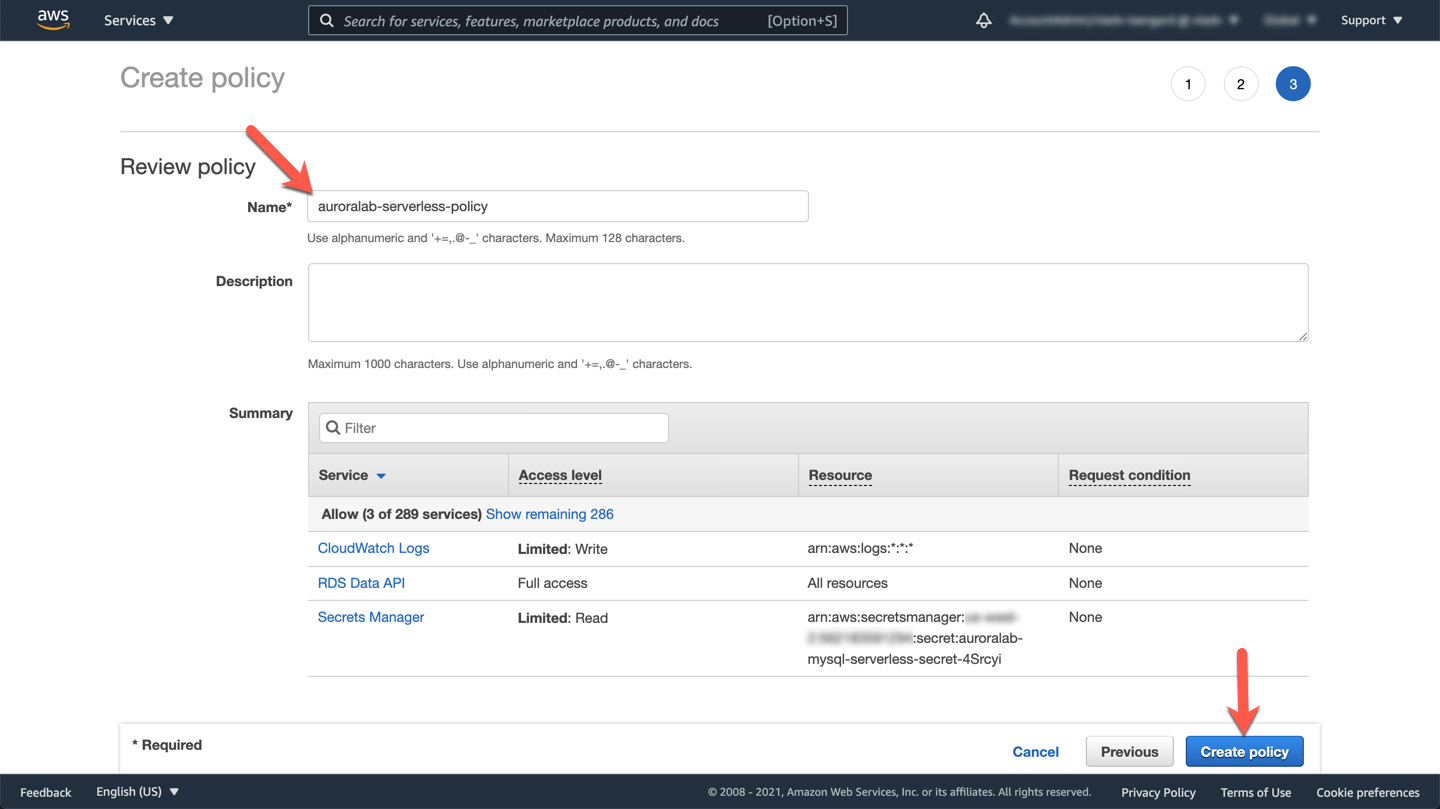 aws
Services
Search for services, features, marketplace products, and docs [Option+S]
Support
Create policy
1 2 3
Review policy
Name* auroralab-serverless-policy
Use alphanumeric and '+=,.@-_' characters. Maximum 128 characters.
Description
Maximum 1000 characters. Use alphanumeric and '+=,.@-_' characters.
Summary
Filter
Service Access level Resource Request condition
Allow (3 of 289 services) Show remaining 286
CloudWatch Logs Limited: Write arn:aws:logs:*:*:* None
RDS Data API Full access All resources None
Secrets Manager Limited: Read arn:aws:secretsmanager: None
:secret:auroralab-
mysql-serverless-secret-4Srcyi
* Required
Cancel Previous Create policy
Feedback English (US) © 2008 - 2021, Amazon Web Services, Inc. or its affiliates. All rights reserved. Privacy Policy Terms of Use Cookie preferences